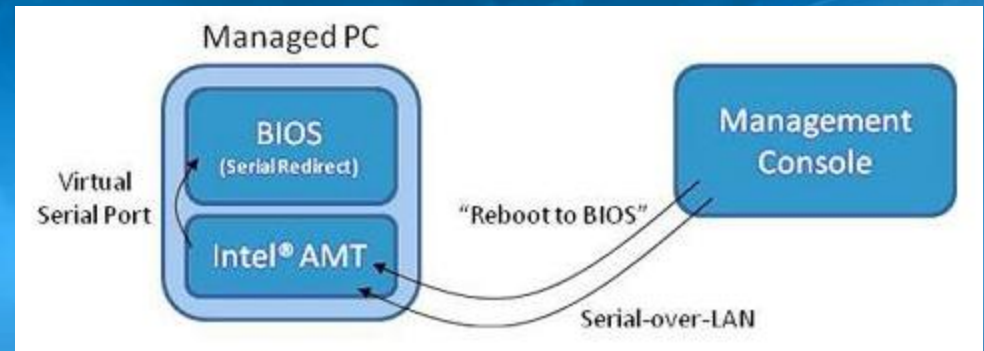 Managed PC
BIOS
(Serial Redirect)
Virtual
Serial Port
Intel® AMT
Management
Console
"Reboot to BIOS"
Serial-over-LAN